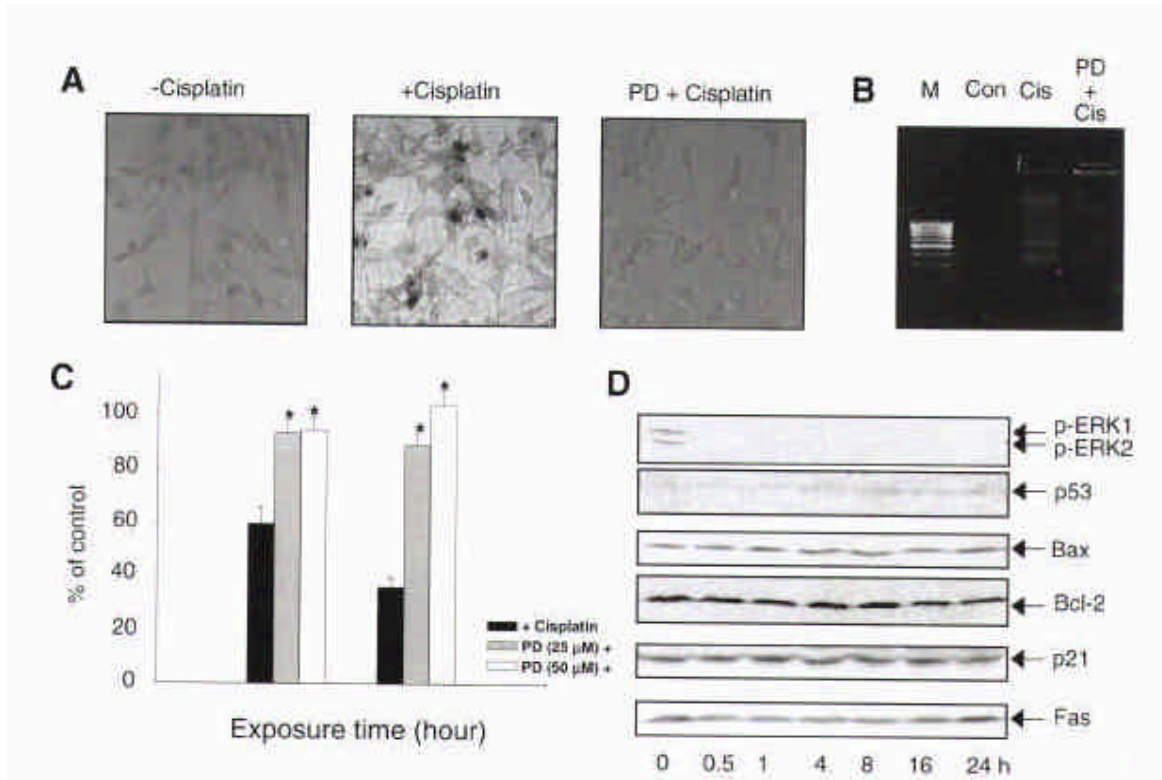 A
-Cisplatin
+Cisplatin
PD + Cisplatin
B
M
Con
Cis
PD
+
Cis
C
100
80
60
40
20
0
% of control
Exposure time (hour)
+ Cisplatin
PD (25 μM) +
PD (50 μM) +
*
*
*
*
D
p-ERK1
p-ERK2
p53
Bax
Bcl-2
p21
Fas
0 0.5 1 4 8 16 24 h